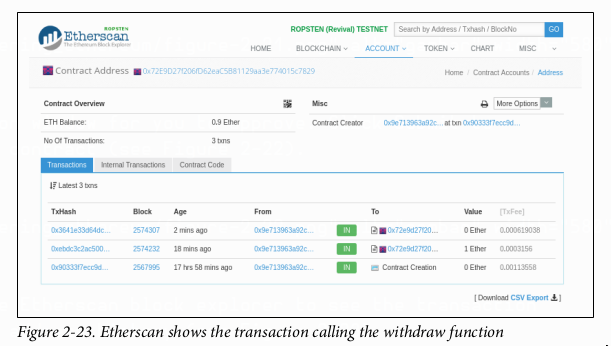 ROPSTEN
Etherscan
The Ethereum Block Explorer
ROPSTEN (Revival) TESTNET
Search by Address / Txhash / BlockNo
GO
HOME BLOCKCHAIN ACCOUNT TOKEN CHART MISC
Contract Address 0x72E9D27f206fD62eaC5B81129aa3e774015c7829
Home / Contract Accounts / Address
Contract Overview
ETH Balance: 0.9 Ether
No Of Transactions: 3 txns
Misc
More Options
Contract Creator 0x9e713963a92c... at txn 0x90333f7ecc9d...
Transactions Internal Transactions Contract Code
Latest 3 txns
TxHash Block Age From To Value [TxFee]
0x3641e33d64dc... 2574307 2 mins ago 0x9e713963a92c... IN 0x72e9d27f20... 0 Ether 0.000619038
0xebdc3c2ac500... 2574232 18 mins ago 0x9e713963a92c... IN 0x72e9d27f20... 1 Ether 0.0003156
0x90333f7ecc9d... 2567995 17 hrs 58 mins ago 0x9e713963a92c... IN Contract Creation 0 Ether 0.00113558
[ Download CSV Export ]
Figure 2-23. Etherscan shows the transaction calling the withdraw function